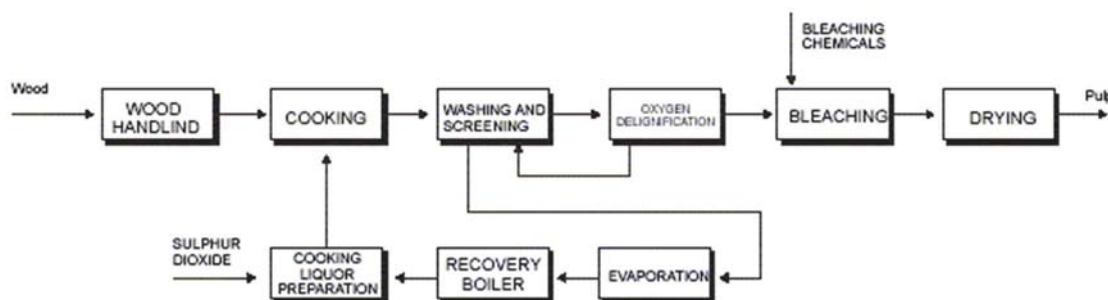 BLEACHING
CHEMICALS
Wood
WOOD
HANDLIND
COOKING
WASHING AND
SCREENING
OXYGEN
DELIGNIFICATION
BLEACHING
DRYING
Pulp
SULPHUR
DIOXIDE
COOKING
LIQUOR
PREPARATION
RECOVERY
BOILER
EVAPORATION